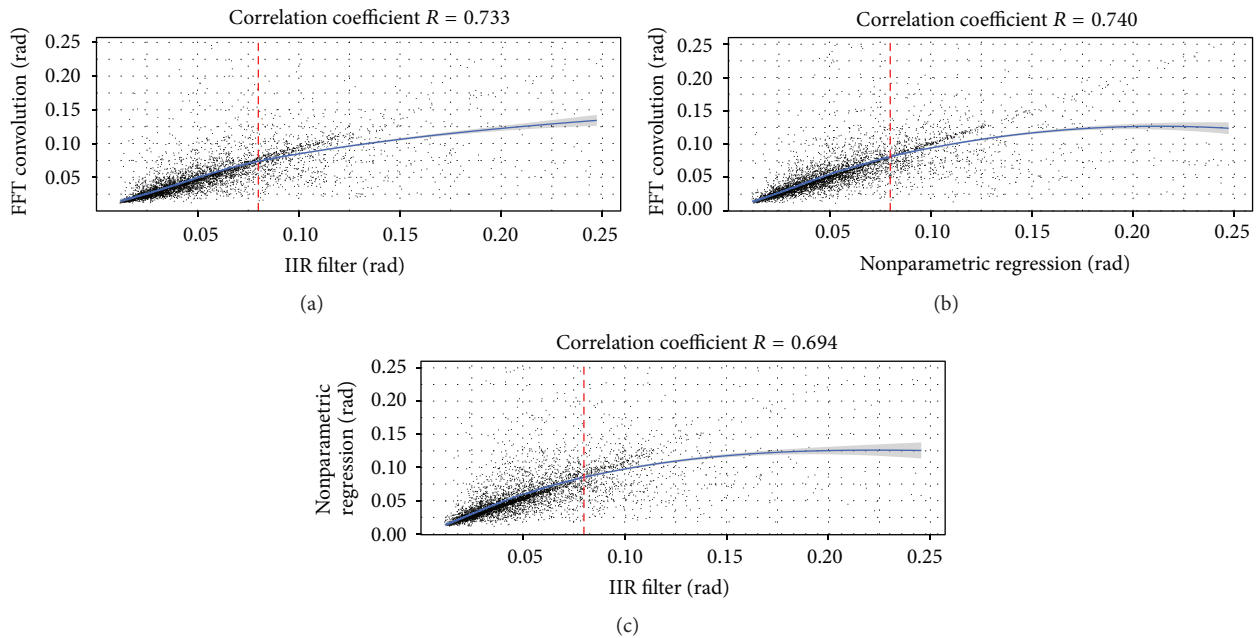 Correlation coefficient R = 0.733
FFT convolution (rad)
0.25
0.20
0.15
0.10
0.05
0.05
0.10
0.15
0.20
0.25
IIR filter (rad)
(a)
Correlation coefficient R = 0.740
FFT convolution (rad)
0.25
0.20
0.15
0.10
0.05
0.00
0.05
0.10
0.15
0.20
0.25
Nonparametric regression (rad)
(b)
Correlation coefficient R = 0.694
Nonparametric
regression (rad)
0.25
0.20
0.15
0.10
0.05
0.00
0.05
0.10
0.15
0.20
0.25
IIR filter (rad)
(c)